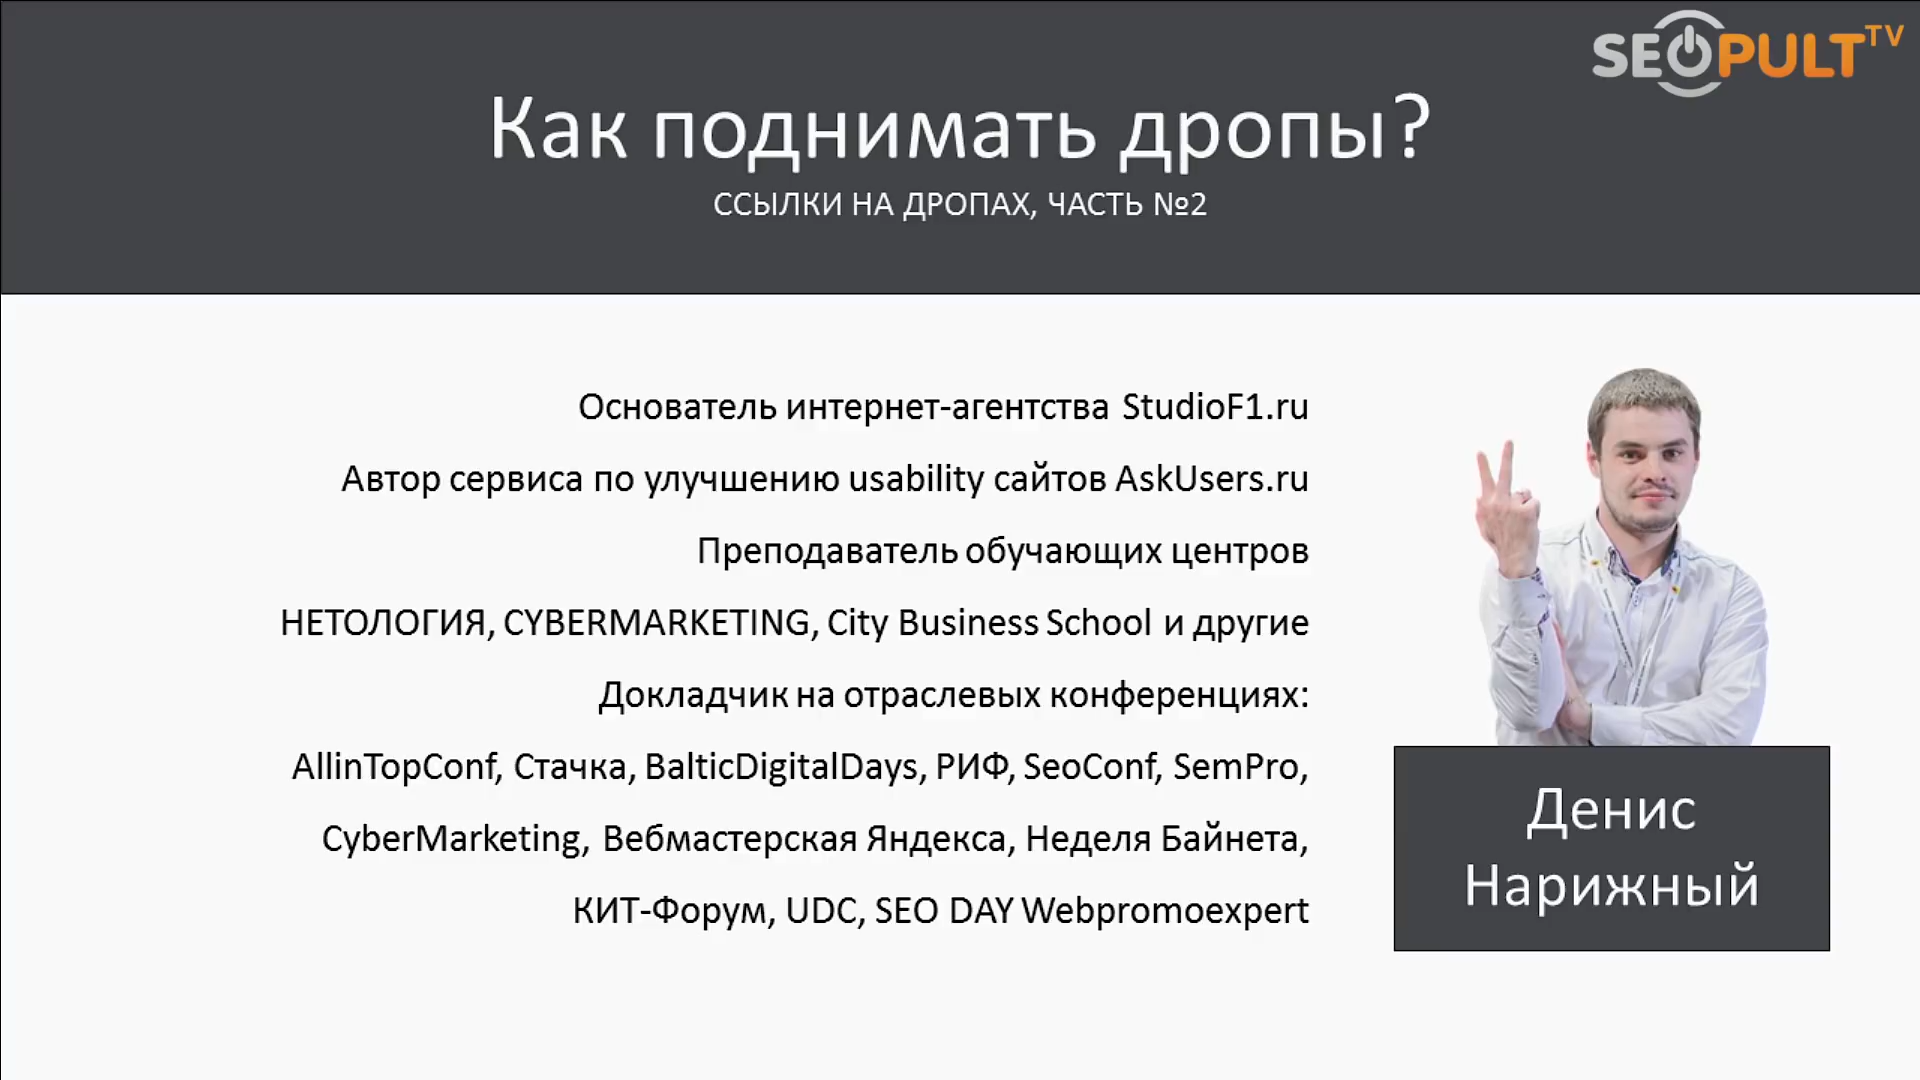 SEOPULT TV
Как поднимать дропы?
ССЫЛКИ НА ДРОПАХ, ЧАСТЬ №2
Основатель интернет-агентства StudioF1.ru
Автор сервиса по улучшению usability сайтов AskUsers.ru
Преподаватель обучающих центров
НЕТОЛОГИЯ, CYBERMARKETING, City Business School и другие
Докладчик на отраслевых конференциях:
AllinTopConf, Стачка, BalticDigitalDays, РИФ, SeoConf, SemPro,
CyberMarketing, Вебмастерская Яндекса, Неделя Байнета,
КИТ-Форум, UDC, SEO DAY Webpromoexpert
Денис
Нарижный